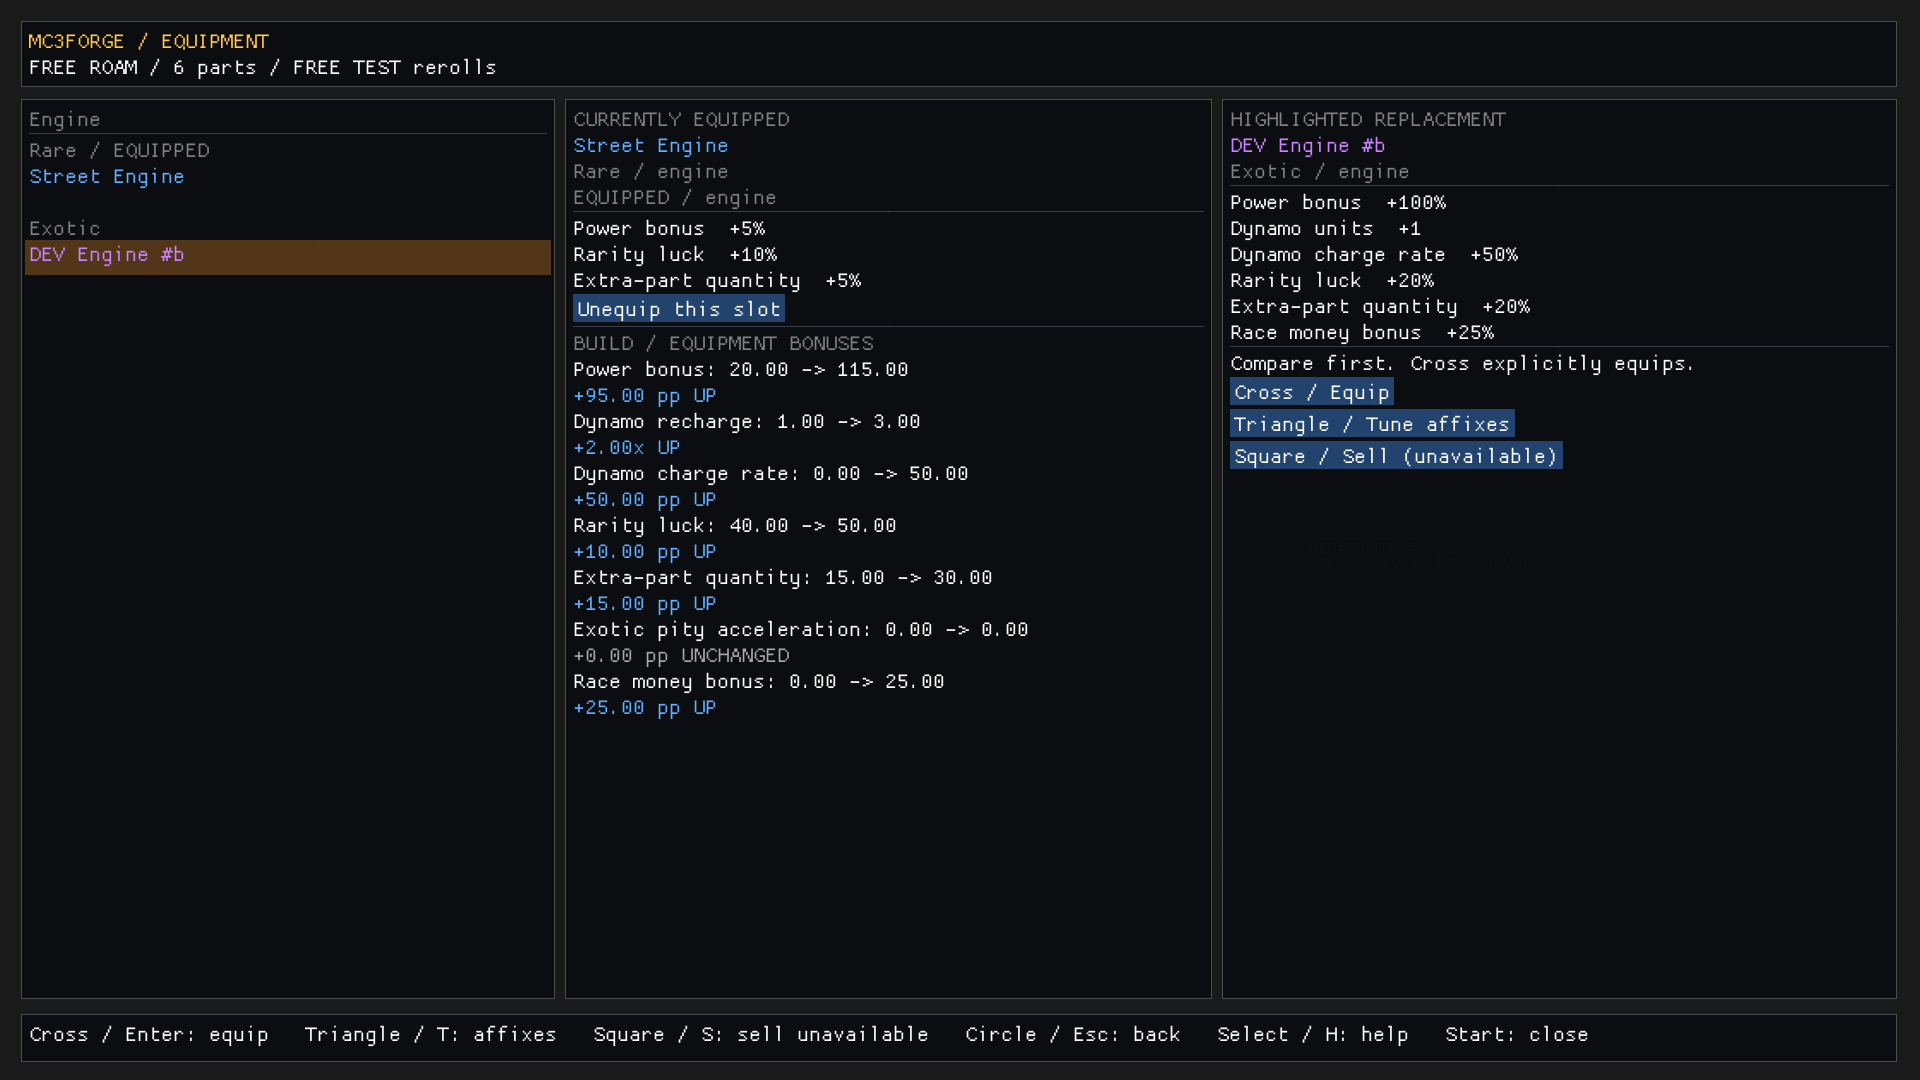 MC3FORGE / EQUIPMENT
FREE ROAM / 6 parts / FREE TEST rerolls
Engine
Rare / EQUIPPED
Street Engine
Exotic
DEV Engine #b
CURRENTLY EQUIPPED
Street Engine
Rare / engine
EQUIPPED / engine
Power bonus +5%
Rarity luck +10%
Extra-part quantity +5%
Unequip this slot
BUILD / EQUIPMENT BONUSES
Power bonus: 20.00 -> 115.00
+95.00 pp UP
Dynamo recharge: 1.00 -> 3.00
+2.00x UP
Dynamo charge rate: 0.00 -> 50.00
+50.00 pp UP
Rarity luck: 40.00 -> 50.00
+10.00 pp UP
Extra-part quantity: 15.00 -> 30.00
+15.00 pp UP
Exotic pity acceleration: 0.00 -> 0.00
+0.00 pp UNCHANGED
Race money bonus: 0.00 -> 25.00
+25.00 pp UP
HIGHLIGHTED REPLACEMENT
DEV Engine #b
Exotic / engine
Power bonus +100%
Dynamo units +1
Dynamo charge rate +50%
Rarity luck +20%
Extra-part quantity +20%
Race money bonus +25%
Compare first. Cross explicitly equips.
Cross / Equip
Triangle / Tune affixes
Square / Sell (unavailable)
Cross / Enter: equip Triangle / T: affixes Square / S: sell unavailable Circle / Esc: back Select / H: help Start: close